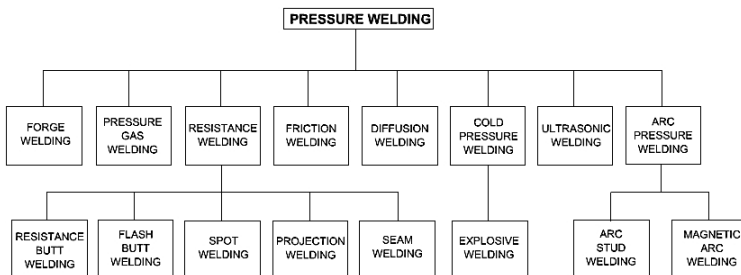 PRESSURE WELDING
FORGE
WELDING
PRESSURE
GAS
WELDING
RESISTANCE
WELDING
FRICTION
WELDING
DIFFUSION
WELDING
COLD
PRESSURE
WELDING
ULTRASONIC
WELDING
ARC
PRESSURE
WELDING
RESISTANCE
BUTT
WELDING
FLASH
BUTT
WELDING
SPOT
WELDING
PROJECTION
WELDING
SEAM
WELDING
EXPLOSIVE
WELDING
ARC
STUD
WELDING
MAGNETIC
ARC
WELDING